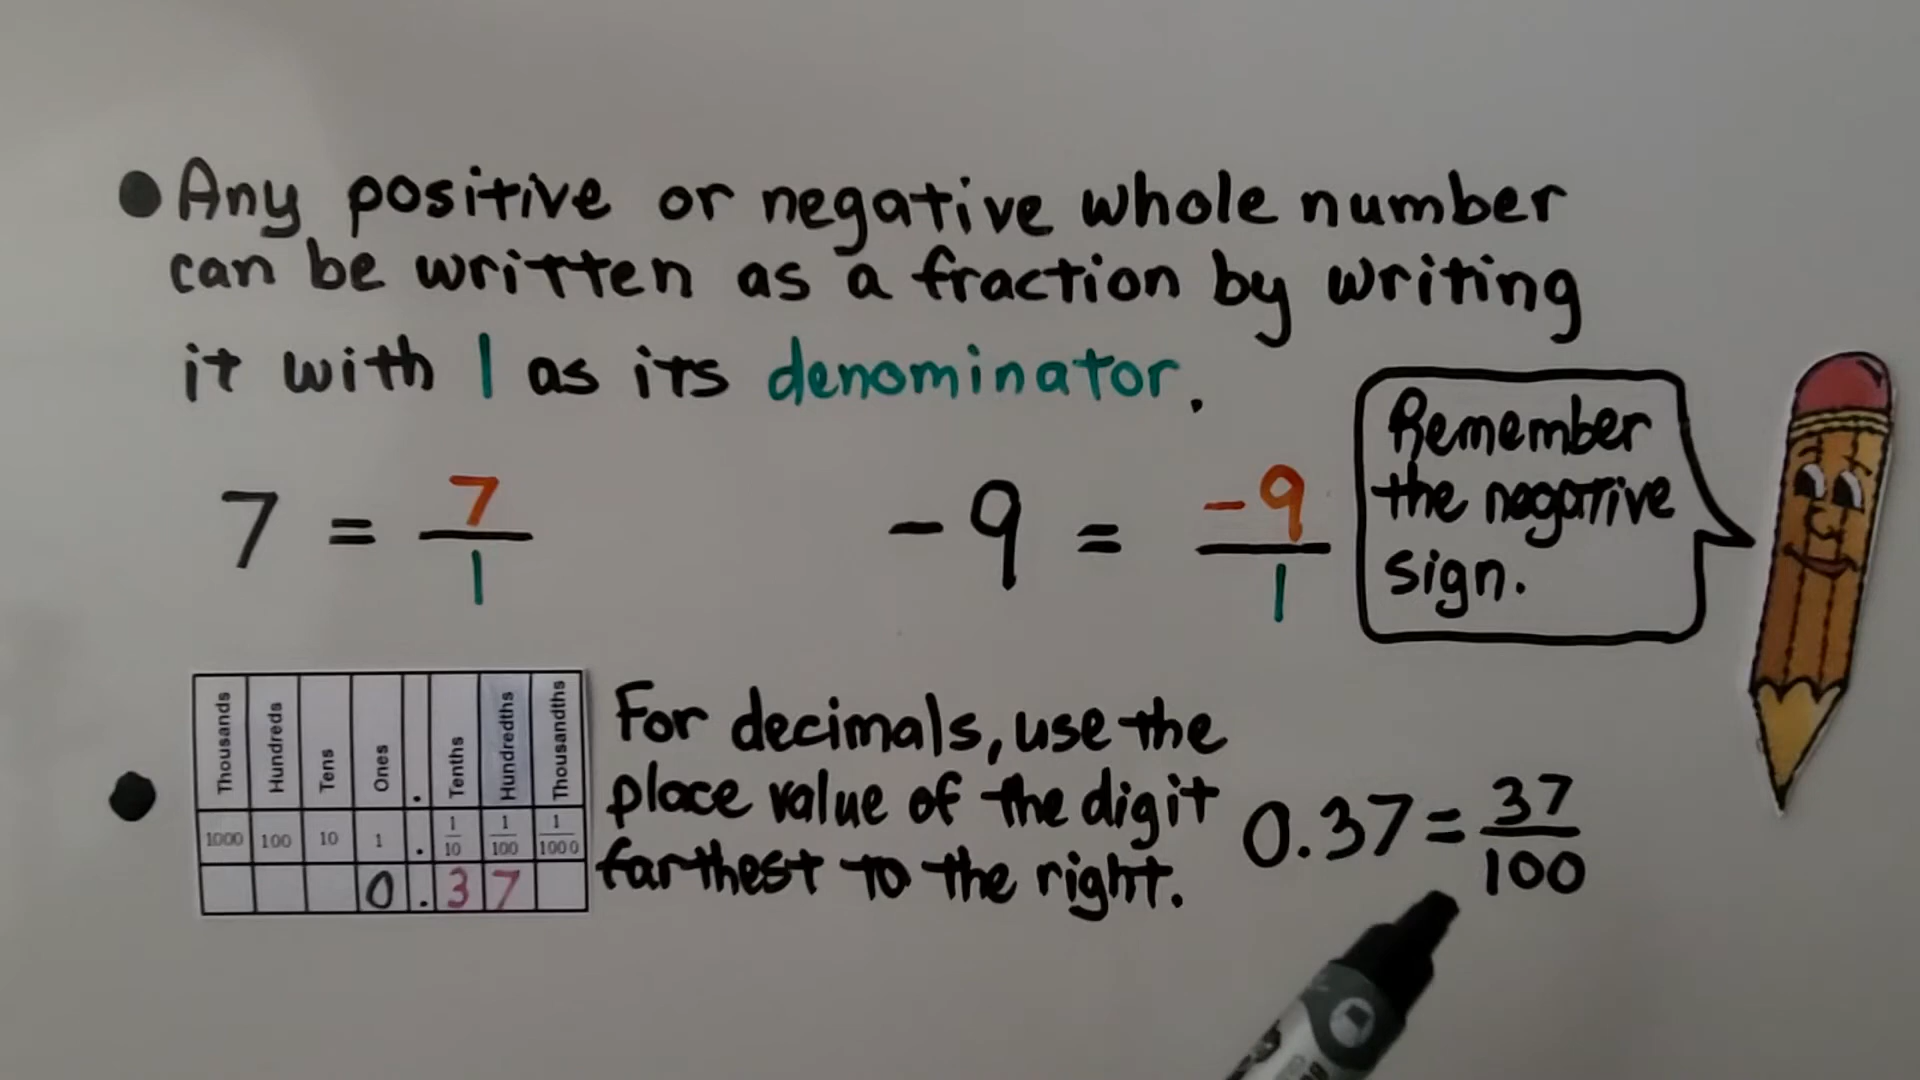 Any positive or negative whole number
can be written as a fraction by writing
it with 1 as its denominator.
7 = 7/1
-9 = -9/1
Remember
the negative
sign.
Thousands Hundreds Tens Ones . Tenths Hundredths Thousandths
1000 100 10 1 . 1/10 1/100 1/1000
0 . 3 7
For decimals, use the
place value of the digit
farthest to the right.
0.37 = 37/100